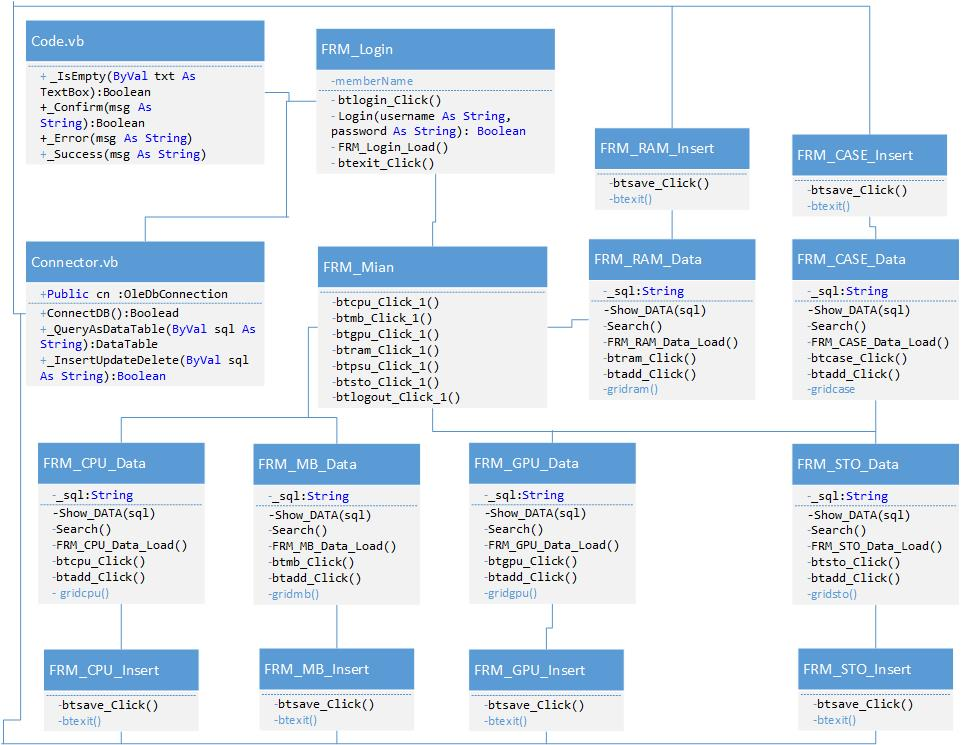 Code.vb
+ _IsEmpty(ByVal txt As
TextBox):Boolean
+_Confirm(msg As
String):Boolean
+_Error(msg As String)
+_Success(msg As String)
FRM_Login
-memberName
- btlogin_Click()
- Login(username As String,
password As String): Boolean
- FRM_Login_Load()
- btexit_Click()
FRM_RAM_Insert
-btsave_Click()
-btexit()
FRM_CASE_Insert
-btsave_Click()
-btexit()
Connector.vb
+Public cn :OleDbConnection
+ConnectDB():Boolead
+_QueryAsDataTable(ByVal sql As
String):DataTable
+_InsertUpdateDelete(ByVal sql
As String):Boolean
FRM_Mian
-btcpu_Click_1()
-btmb_Click_1()
-btgpu_Click_1()
-btram_Click_1()
-btpsu_Click_1()
-btsto_Click_1()
-btlogout_Click_1()
FRM_RAM_Data
-_sql:String
-Show_DATA(sql)
-Search()
-FRM_RAM_Data_Load()
-btram_Click()
-btadd_Click()
-gridram()
FRM_CASE_Data
-_sql:String
-Show_DATA(sql)
-Search()
-FRM_CASE_Data_Load()
-btcase_Click()
-btadd_Click()
-gridcase
FRM_CPU_Data
-_sql:String
-Show_DATA(sql)
-Search()
-FRM_CPU_Data_Load()
-btcpu_Click()
-btadd_Click()
- gridcpu()
FRM_MB_Data
-_sql:String
-Show_DATA(sql)
-Search()
-FRM_MB_Data_Load()
-btmb_Click()
-btadd_Click()
-gridmb()
FRM_GPU_Data
-_sql:String
-Show_DATA(sql)
-Search()
-FRM_GPU_Data_Load()
-btgpu_Click()
-btadd_Click()
-gridgpu()
FRM_STO_Data
-_sql:String
-Show_DATA(sql)
-Search()
-FRM_STO_Data_Load()
-btsto_Click()
-btadd_Click()
-gridsto()
FRM_CPU_Insert
-btsave_Click()
-btexit()
FRM_MB_Insert
-btsave_Click()
-btexit()
FRM_GPU_Insert
-btsave_Click()
-btexit()
FRM_STO_Insert
-btsave_Click()
-btexit()